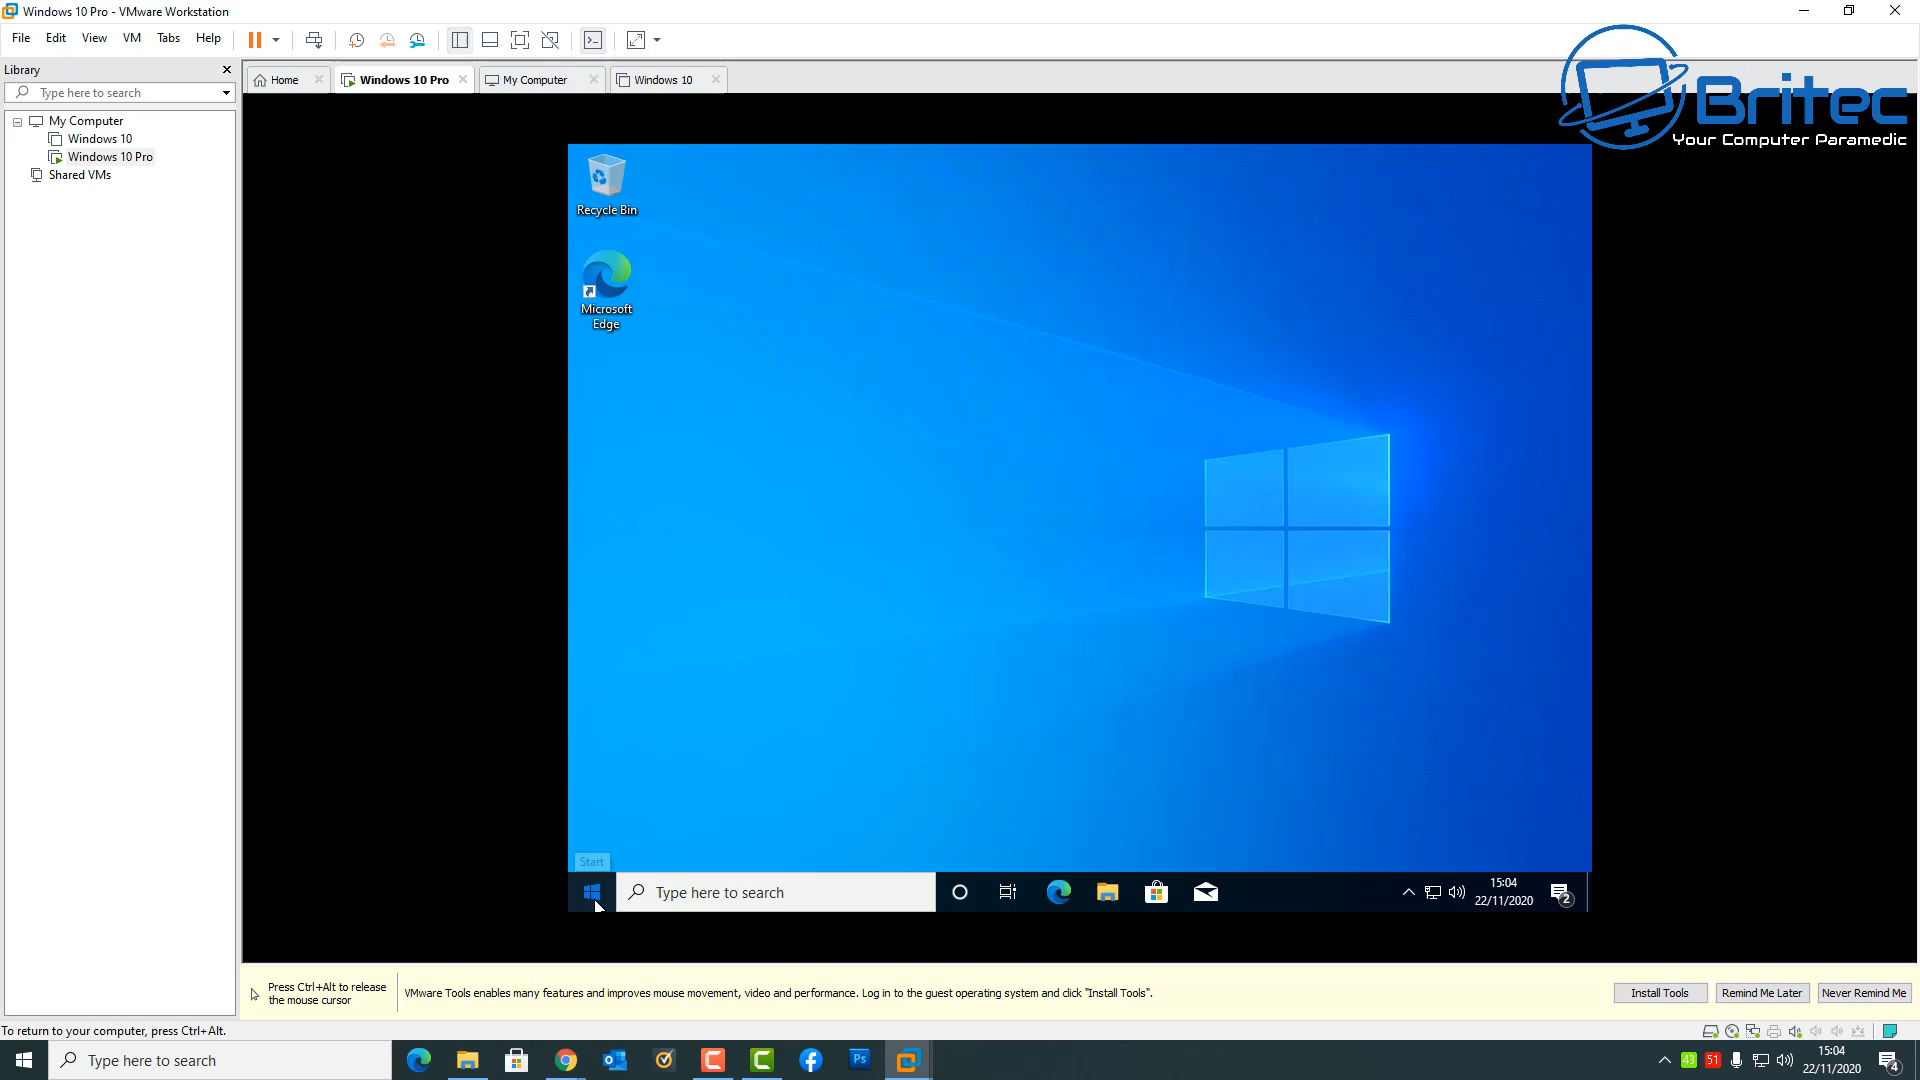 Windows 10 Pro - VMware Workstation
File Edit View VM Tabs Help
Library
Type here to search
Home
Windows 10 Pro
My Computer
Windows 10
Britec
Your Computer Paramedic
My Computer
Windows 10
Windows 10 Pro
Shared VMs
Recycle Bin
Microsoft
Edge
Start
Type here to search
15:04
22/11/2020
2
Press Ctrl+Alt to release
the mouse cursor
VMware Tools enables many features and improves mouse movement, video and performance. Log in to the guest operating system and click "Install Tools".
Install Tools
Remind Me Later
Never Remind Me
To return to your computer, press Ctrl+Alt.
Type here to search
Ps
43
51
15:04
22/11/2020
4